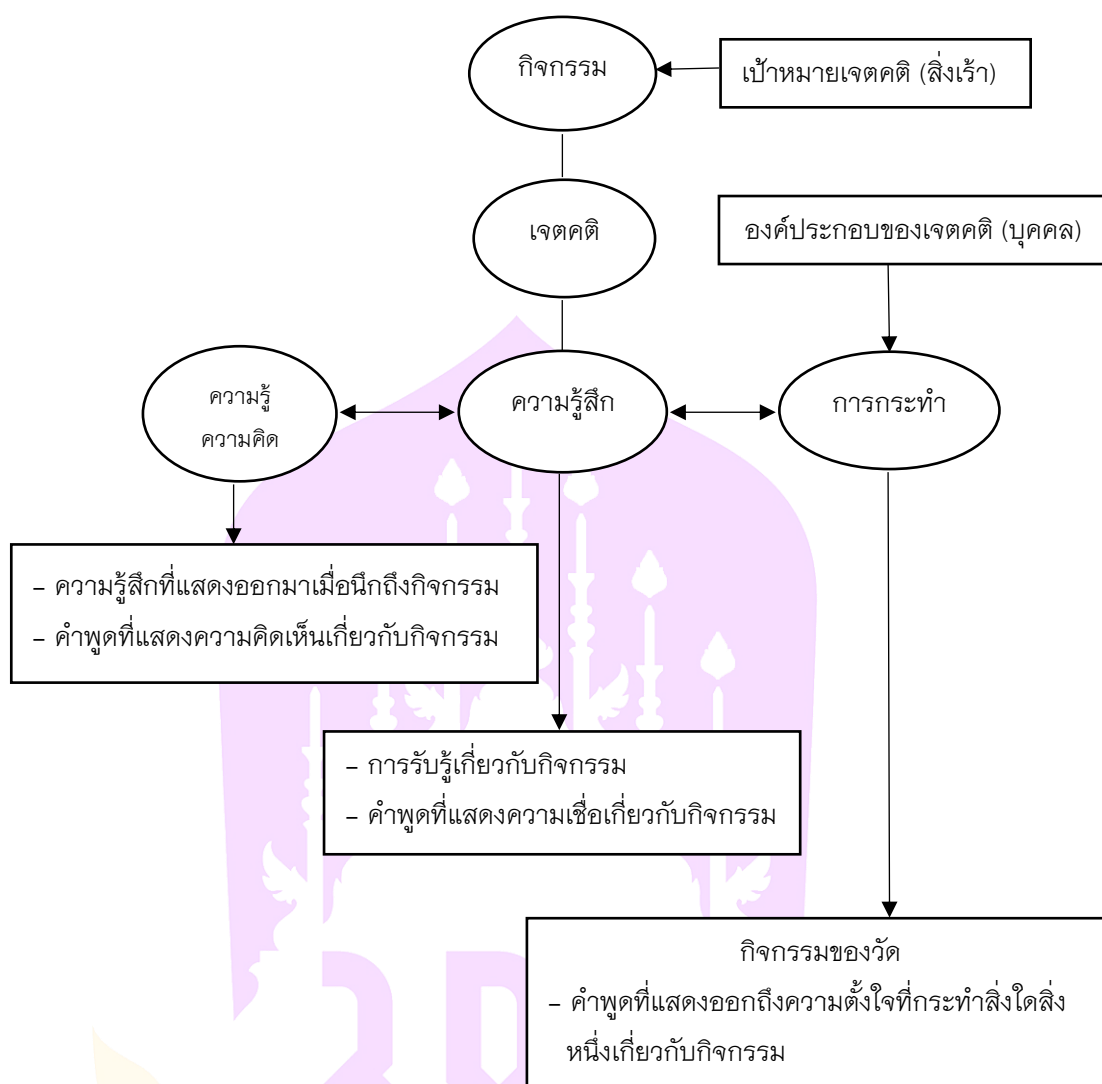 กิจกรรม
เป้าหมายเจตคติ (สิ่งเร้า)
เจตคติ
องค์ประกอบของเจตคติ (บุคคล)
ความรู้
ความคิด
ความรู้สึก
การกระทำ
– ความรู้สึกที่แสดงออกมาเมื่อนึกถึงกิจกรรม
– คำพูดที่แสดงความคิดเห็นเกี่ยวกับกิจกรรม
– การรับรู้เกี่ยวกับกิจกรรม
– คำพูดที่แสดงความเชื่อเกี่ยวกับกิจกรรม
กิจกรรมของวัด
– คำพูดที่แสดงออกถึงความตั้งใจที่กระทำสิ่งใดสิ่ง
หนึ่งเกี่ยวกับกิจกรรม